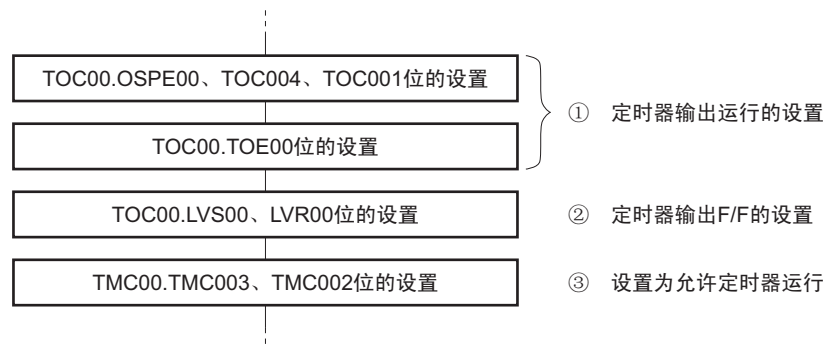 TOC00.OSPE00、TOC004、TOC001位的设置
① 定时器输出运行的设置
TOC00.TOE00位的设置
TOC00.LVS00、LVR00位的设置
② 定时器输出F/F的设置
TMC00.TMC003、TMC002位的设置
③ 设置为允许定时器运行